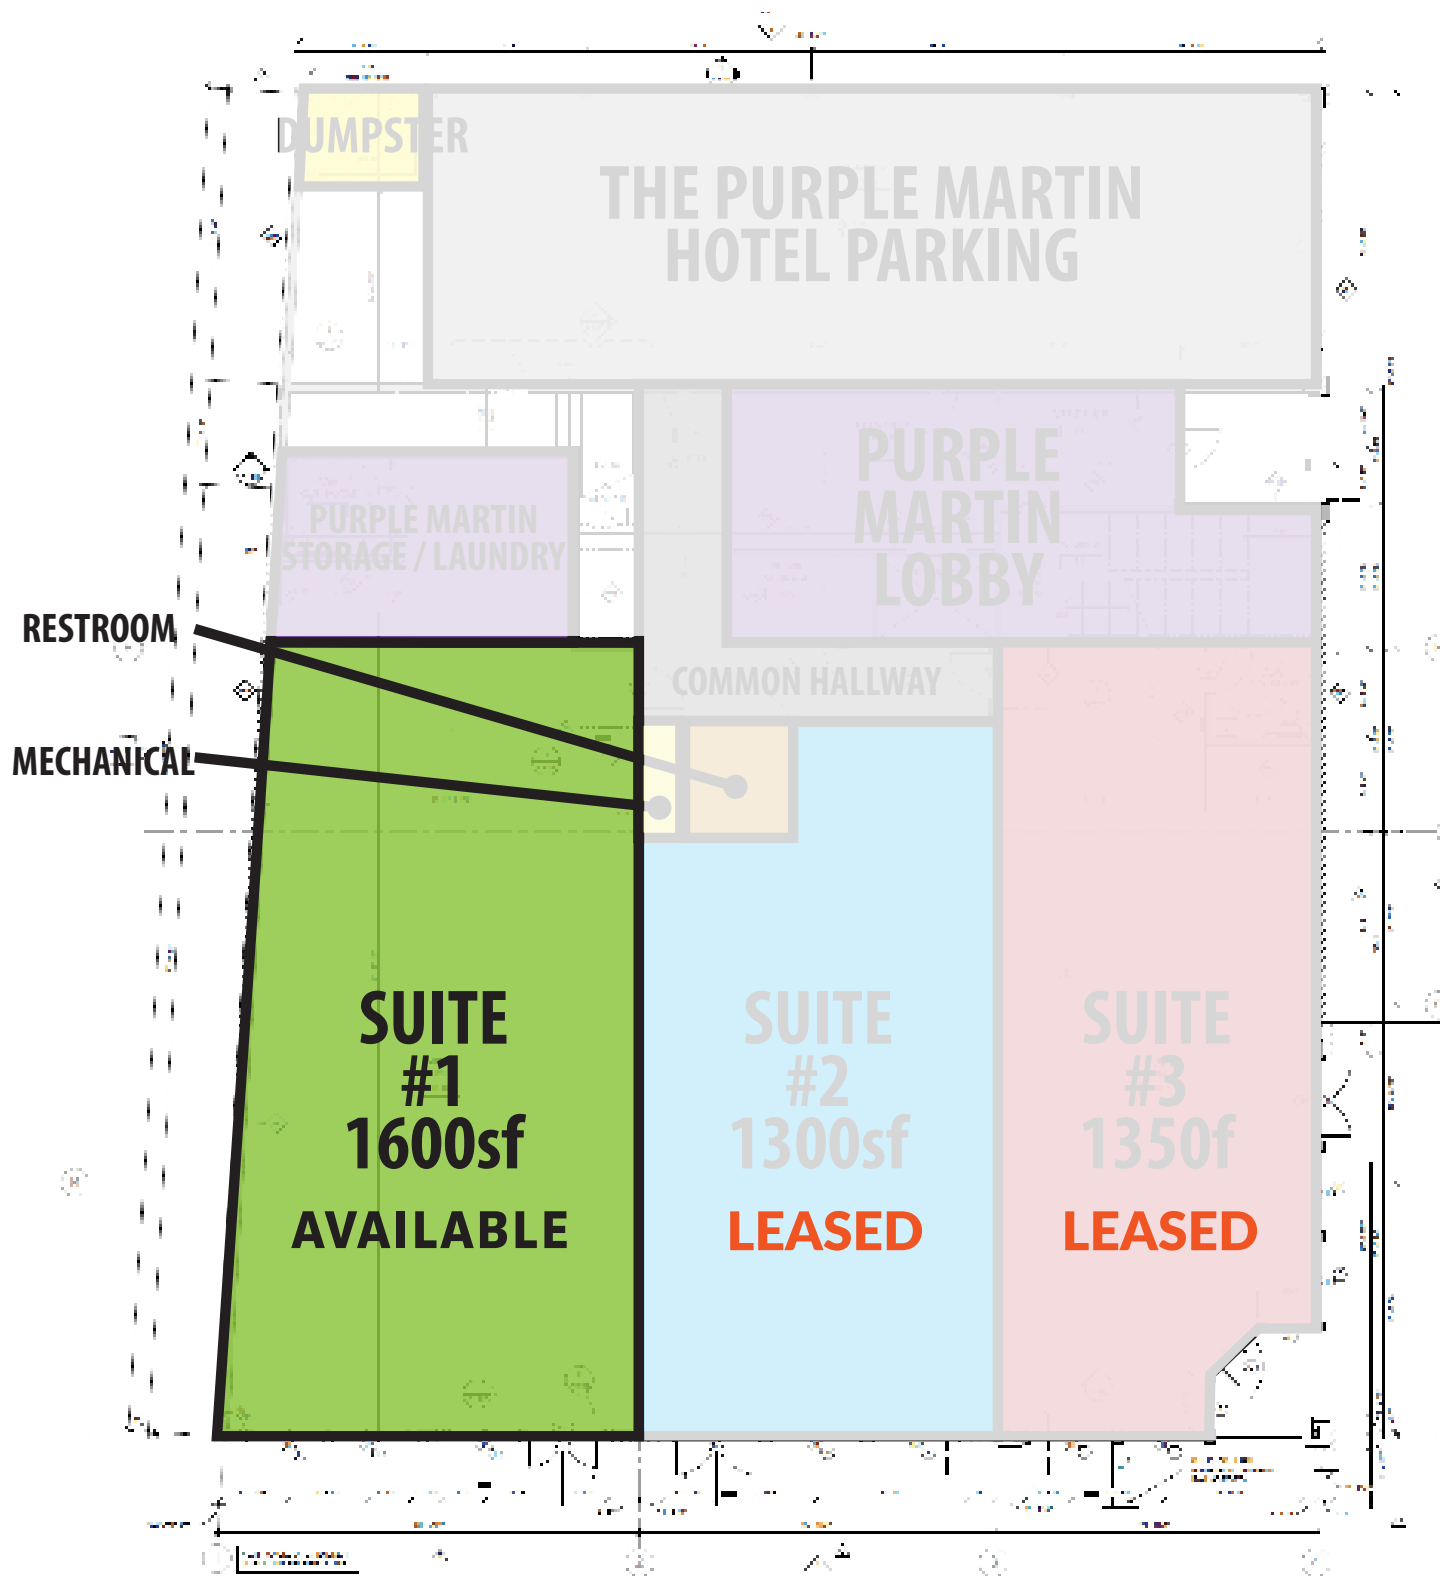 DUMPSTER
THE PURPLE MARTIN
HOTEL PARKING
PURPLE
MARTIN
LOBBY
PURPLE MARTIN
STORAGE / LAUNDRY
RESTROOM
COMMON HALLWAY
MECHANICAL
SUITE
#1
1600sf
AVAILABLE
SUITE
#2
1300sf
LEASED
SUITE
#3
1350f
LEASED